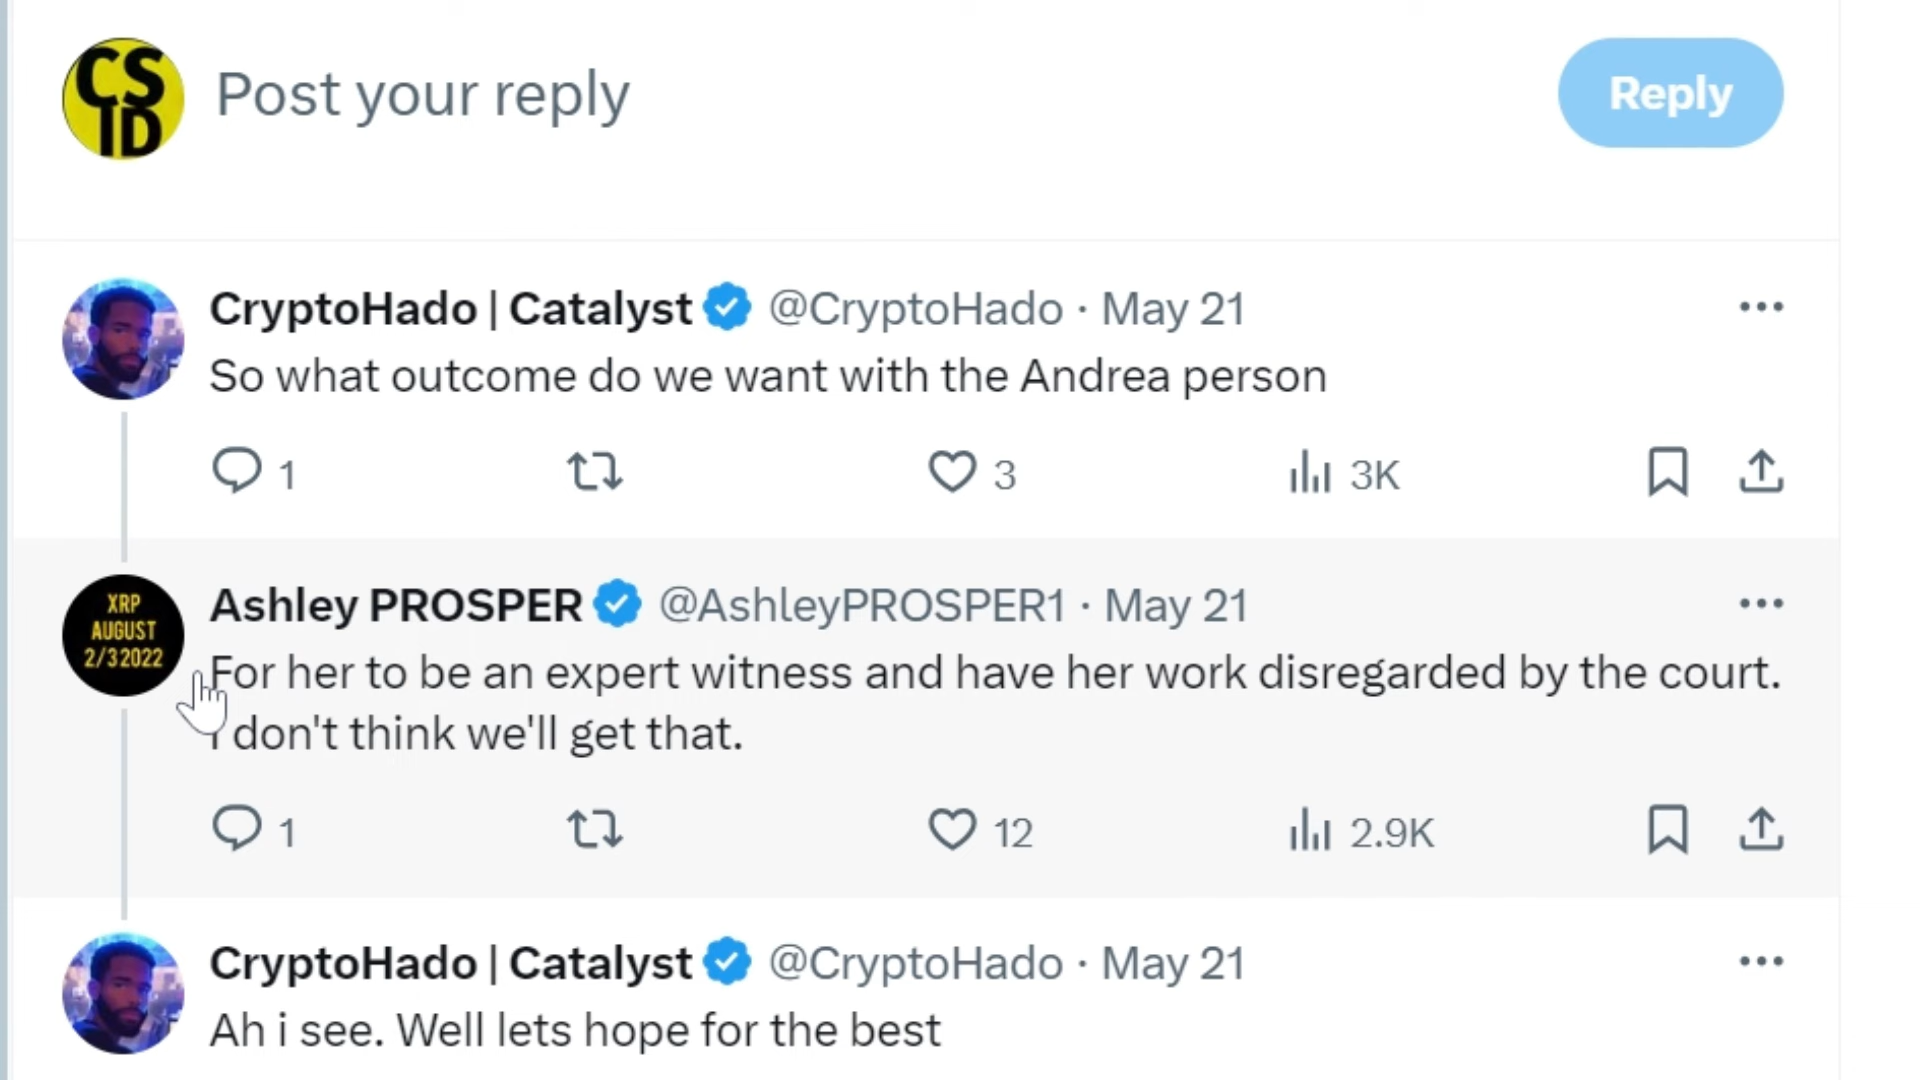 CS
ID
Post your reply
Reply
CryptoHado | Catalyst @CryptoHado · May 21
So what outcome do we want with the Andrea person
1 3 3K
XRP
AUGUST
2/3 2022
Ashley PROSPER @AshleyPROSPER1 · May 21
For her to be an expert witness and have her work disregarded by the court.
I don't think we'll get that.
1 12 2.9K
CryptoHado | Catalyst @CryptoHado · May 21
Ah i see. Well lets hope for the best